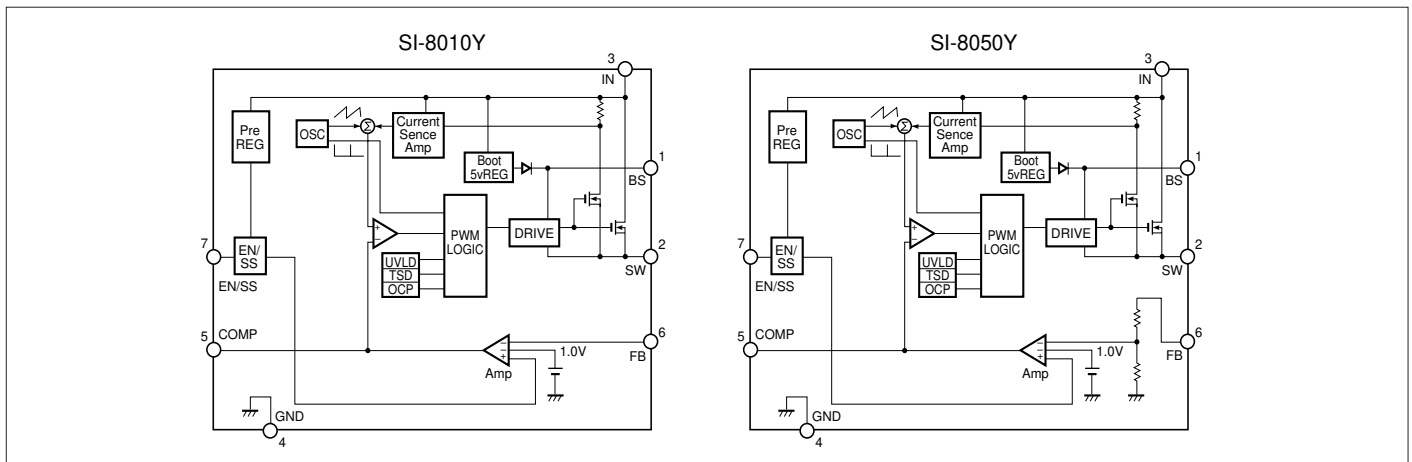 SI-8010Y
3
IN
Pre
REG
OSC
Σ
Current
Sence
Amp
Boot
5vREG
1
BS
+
−
PWM
LOGIC
DRIVE
7
EN/
SS
EN/SS
UVLD
TSD
OCP
2
SW
5
COMP
6
FB
−
−
+
1.0V
Amp
GND
4
SI-8050Y
3
IN
Pre
REG
OSC
Σ
Current
Sence
Amp
Boot
5vREG
1
BS
+
−
PWM
LOGIC
DRIVE
7
EN/
SS
EN/SS
UVLD
TSD
OCP
2
SW
5
COMP
6
FB
−
−
+
1.0V
Amp
GND
4